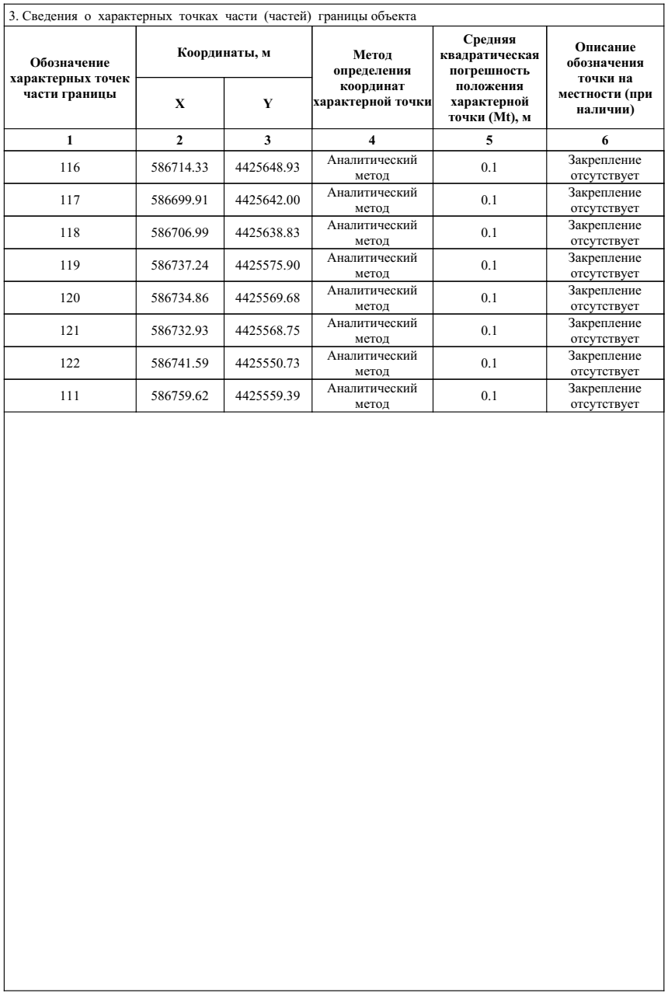 3. Сведения о характерных точках части (частей) границы объекта
Обозначение
характерных точек
части границы
Координаты, м
X
Y
Метод
определения
координат
характерной точки
Средняя
квадратическая
погрешность
положения
характерной
точки (Mt), м
Описание
обозначения
точки на
местности (при
наличии)
1 2 3 4 5 6
116 586714.33 4425648.93 Аналитический
метод 0.1 Закрепление
отсутствует
117 586699.91 4425642.00 Аналитический
метод 0.1 Закрепление
отсутствует
118 586706.99 4425638.83 Аналитический
метод 0.1 Закрепление
отсутствует
119 586737.24 4425575.90 Аналитический
метод 0.1 Закрепление
отсутствует
120 586734.86 4425569.68 Аналитический
метод 0.1 Закрепление
отсутствует
121 586732.93 4425568.75 Аналитический
метод 0.1 Закрепление
отсутствует
122 586741.59 4425550.73 Аналитический
метод 0.1 Закрепление
отсутствует
111 586759.62 4425559.39 Аналитический
метод 0.1 Закрепление
отсутствует